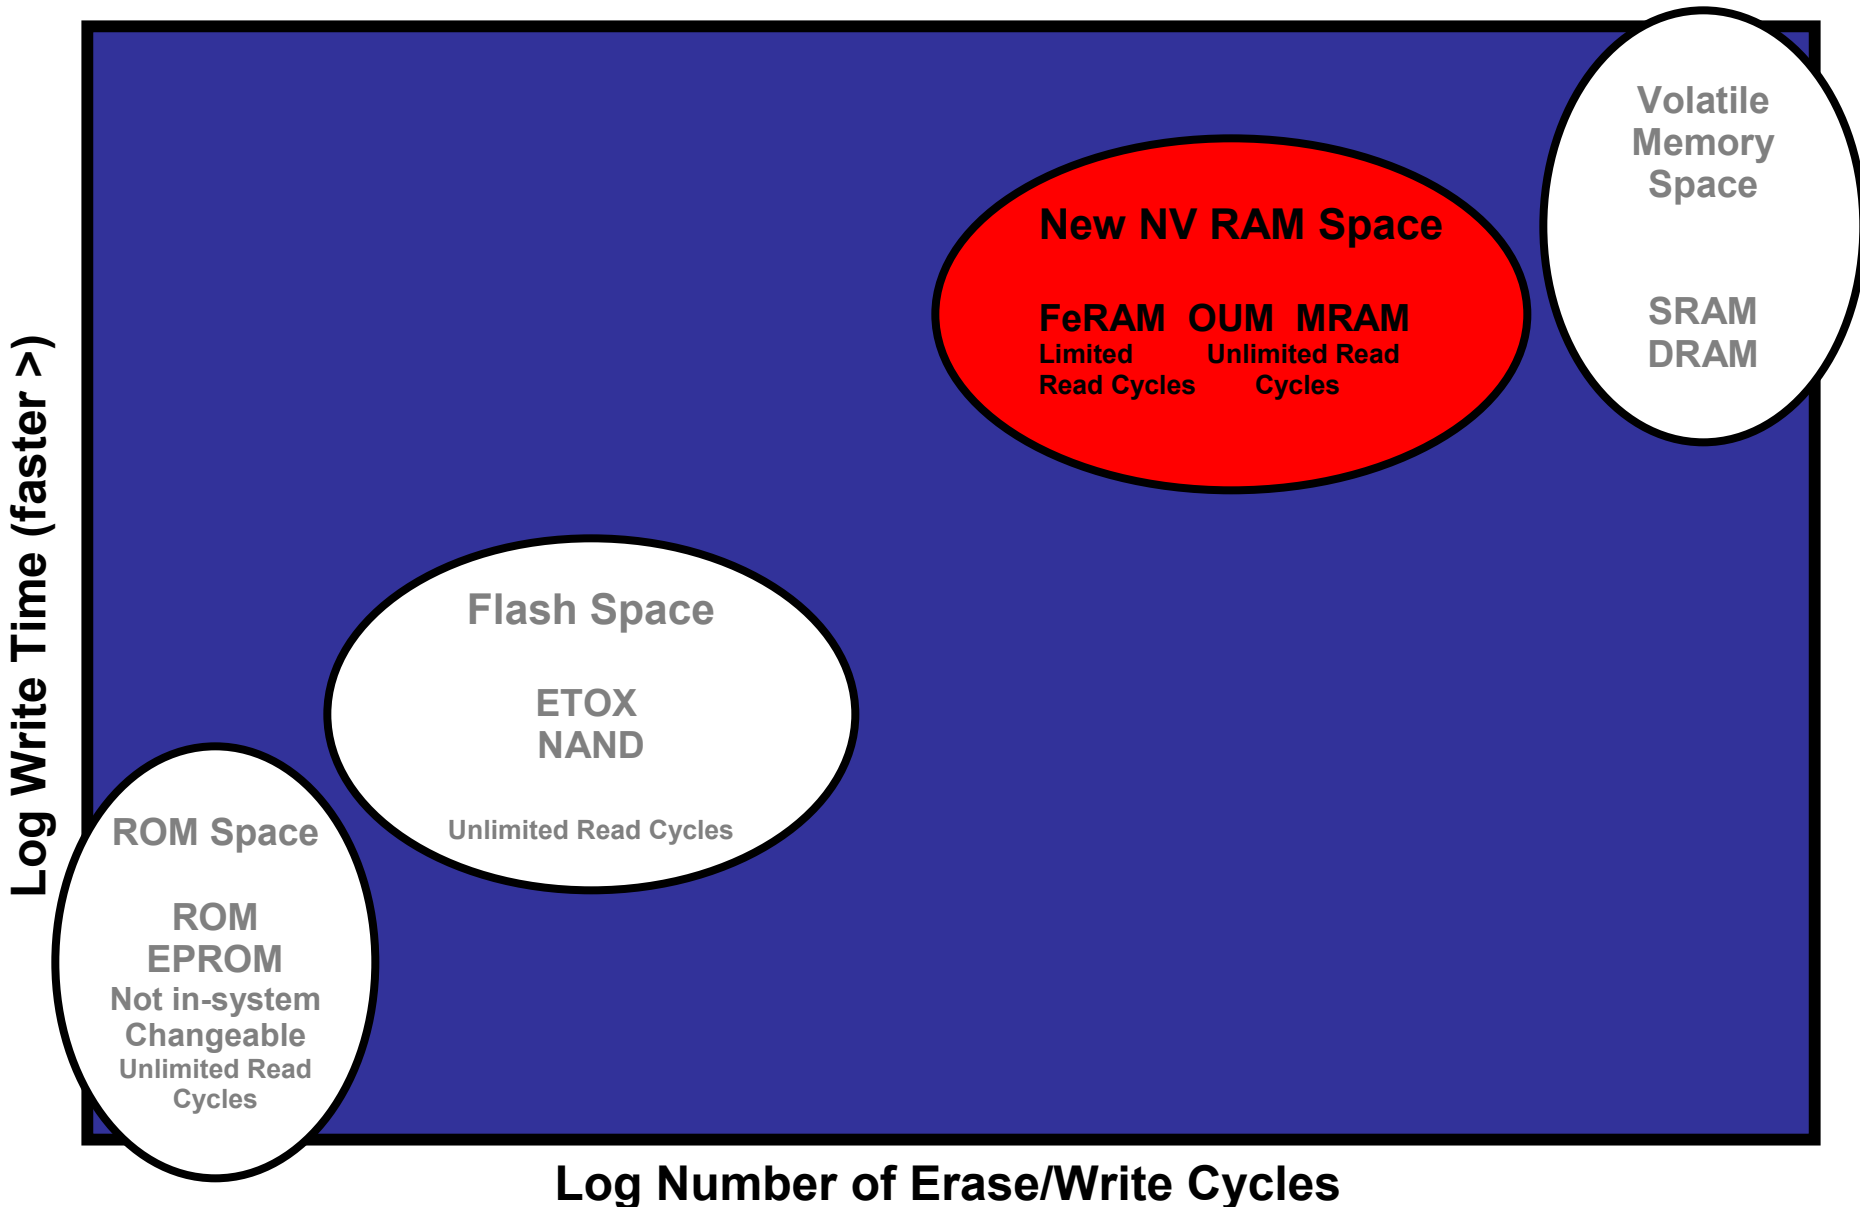 Volatile
Memory
Space
SRAM
DRAM
New NV RAM Space
FeRAM OUM MRAM
Limited Unlimited Read
Read Cycles Cycles
Flash Space
ETOX
NAND
Unlimited Read Cycles
ROM Space
ROM
EPROM
Not in-system
Changeable
Unlimited Read
Cycles
Log Write Time (faster >)
Log Number of Erase/Write Cycles